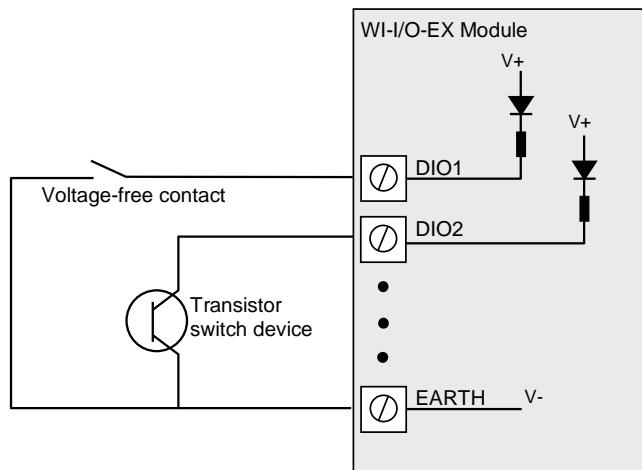 WI-I/O-EX Module
V+
V+
DIO1
Voltage-free contact
DIO2
Transistor
switch device
EARTH
V-